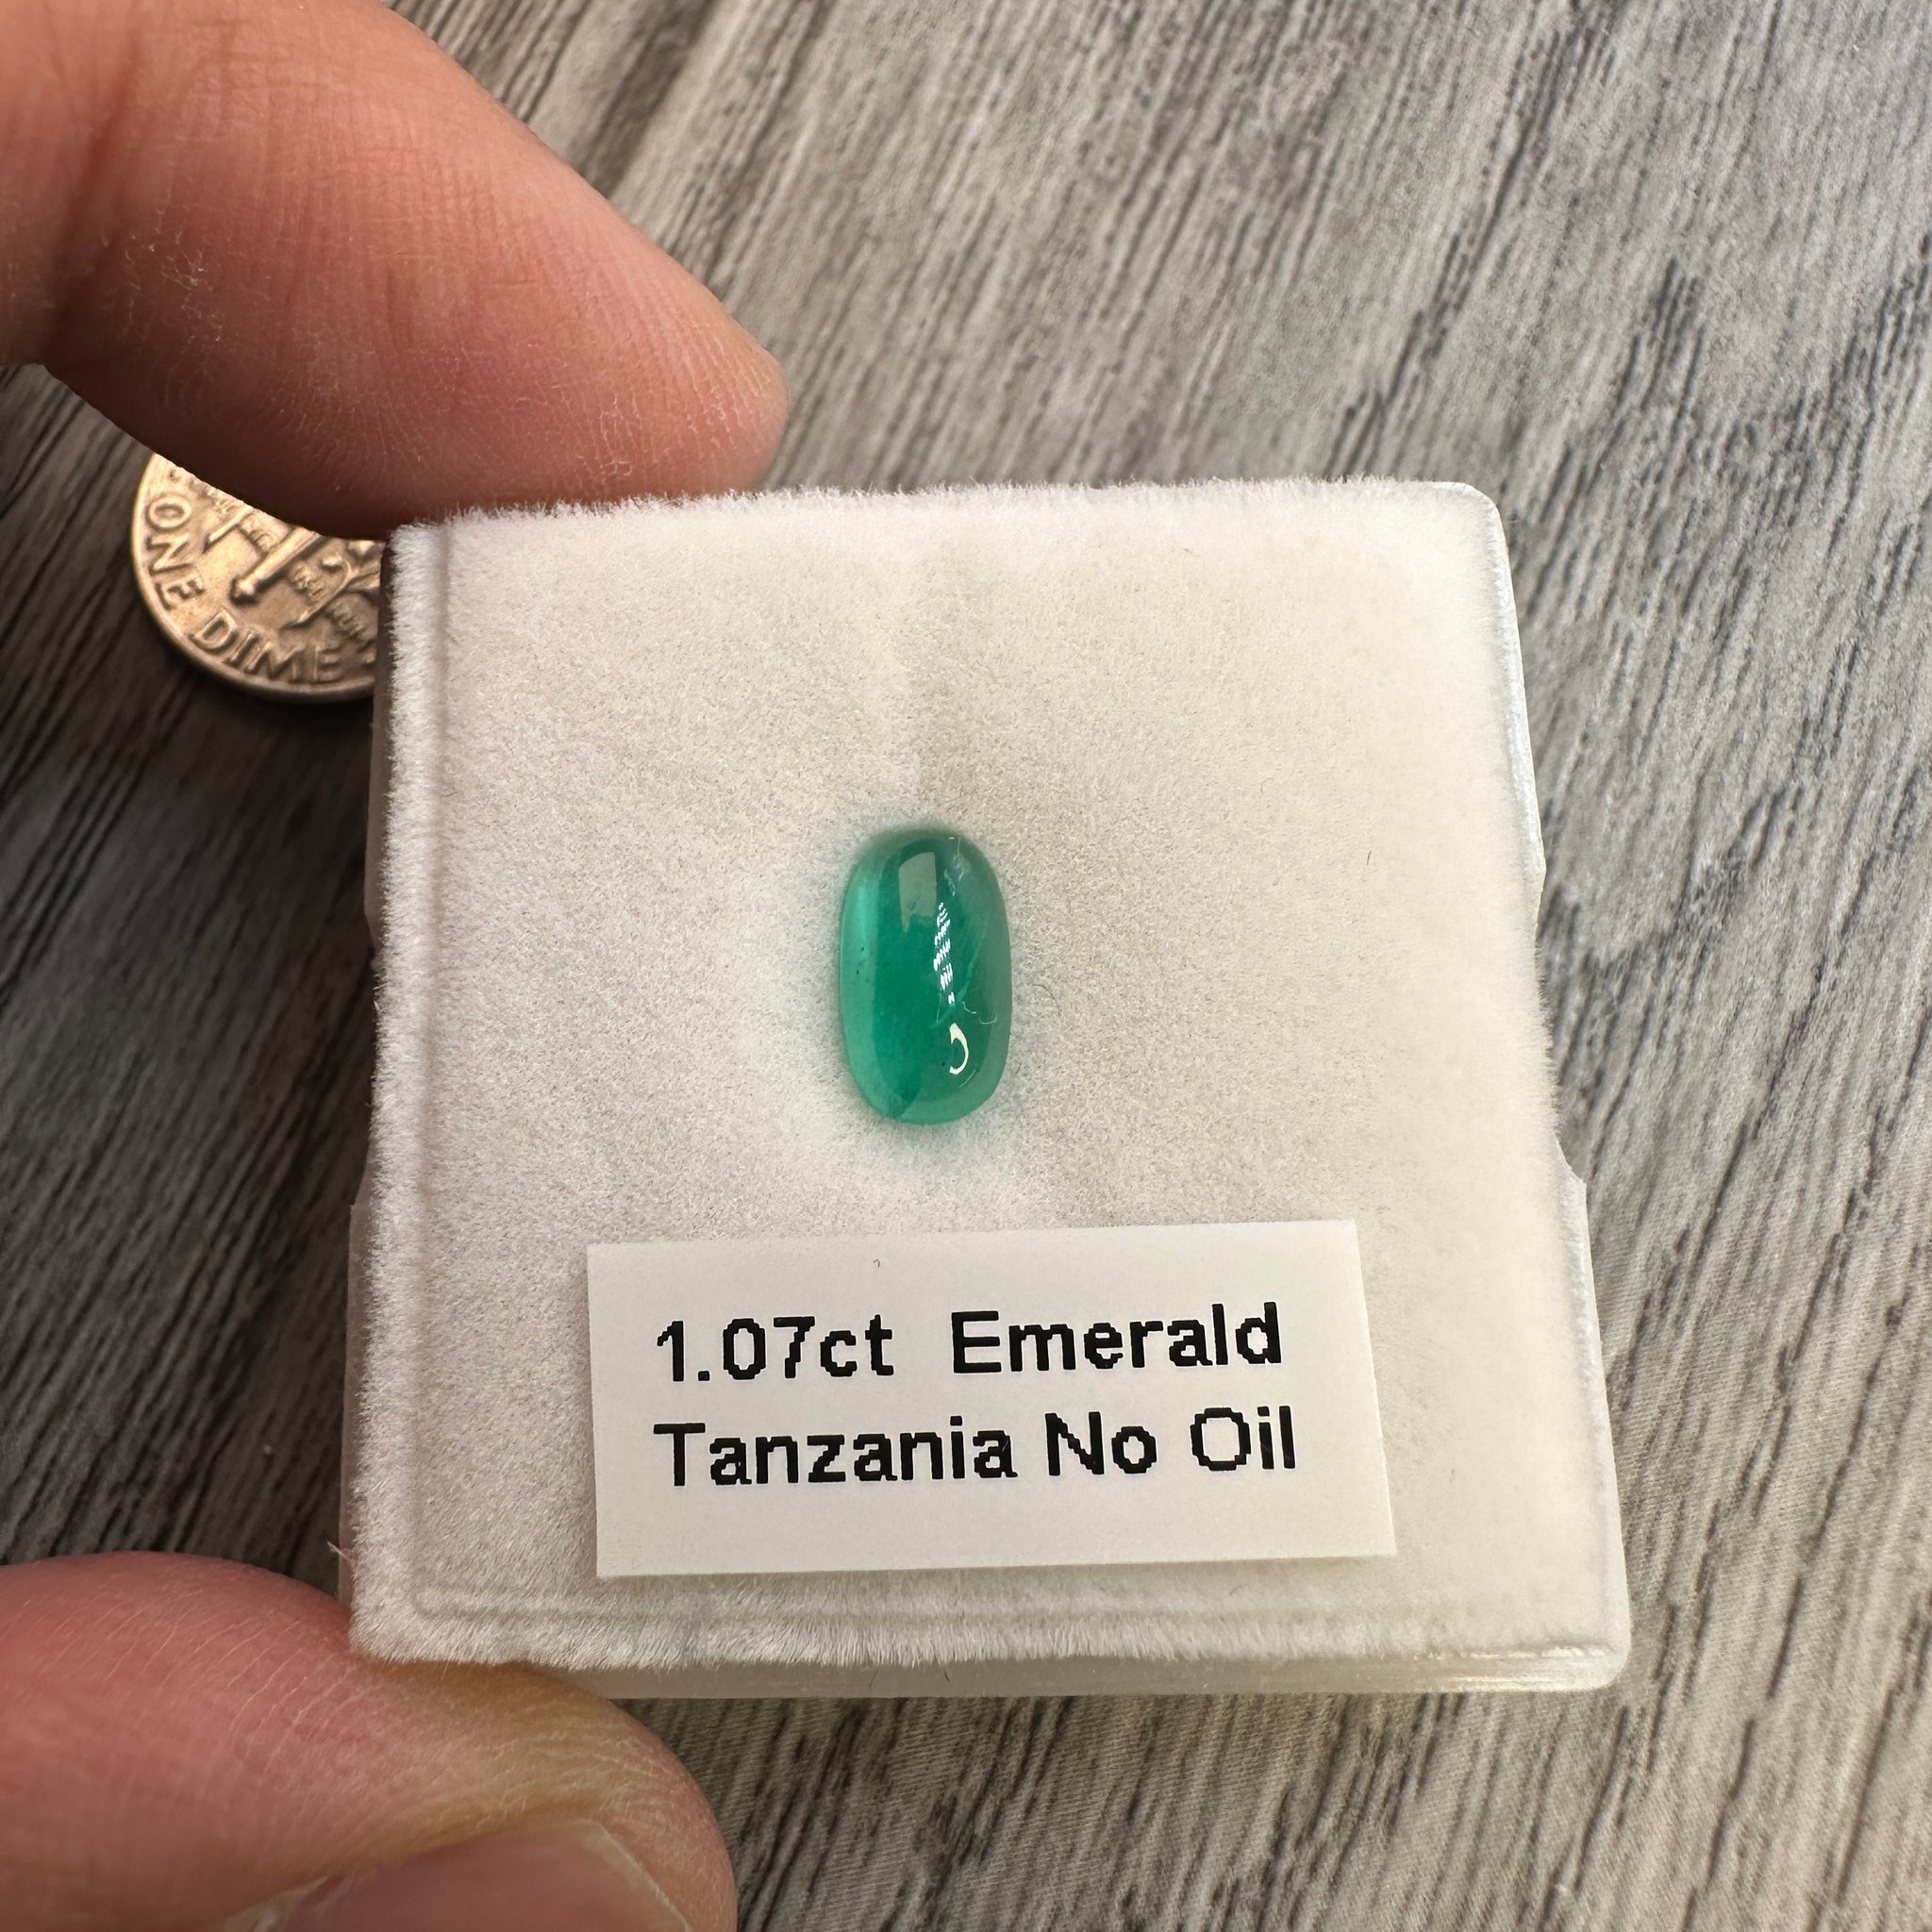 ONE DIME
1.07ct Emerald
Tanzania No Oil